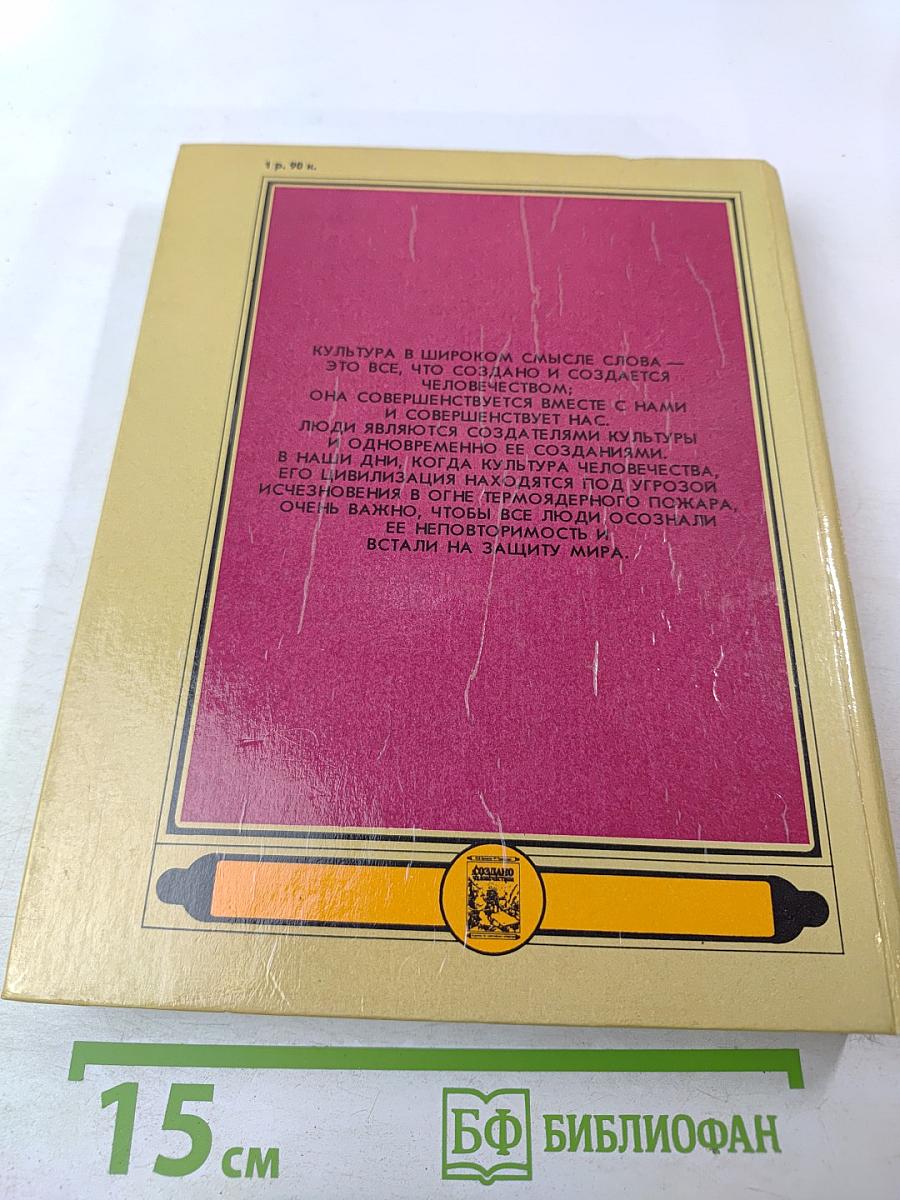 1 р. 90 к.
КУЛЬТУРА В ШИРОКОМ СМЫСЛЕ СЛОВА —
ЭТО ВСЕ, ЧТО СОЗДАНО И СОЗДАЕТСЯ
ЧЕЛОВЕЧЕСТВОМ;
ОНА СОВЕРШЕНСТВУЕТСЯ ВМЕСТЕ С НАМИ
И СОВЕРШЕНСТВУЕТ НАС.
ЛЮДИ ЯВЛЯЮТСЯ СОЗДАТЕЛЯМИ КУЛЬТУРЫ
И ОДНОВРЕМЕННО ЕЕ СОЗДАНИЯМИ.
В НАШИ ДНИ, КОГДА КУЛЬТУРА ЧЕЛОВЕЧЕСТВА,
ЕГО ЦИВИЛИЗАЦИЯ НАХОДЯТСЯ ПОД УГРОЗОЙ
ИСЧЕЗНОВЕНИЯ В ОГНЕ ТЕРМОЯДЕРНОГО ПОЖАРА,
ОЧЕНЬ ВАЖНО, ЧТОБЫ ВСЕ ЛЮДИ ОСОЗНАЛИ
ЕЕ НЕПОВТОРИМОСТЬ И
ВСТАЛИ НА ЗАЩИТУ МИРА.
СОЗДАНО
ЧЕЛОВЕЧЕСТВОМ
15 см
БФ БИБЛИОФАН